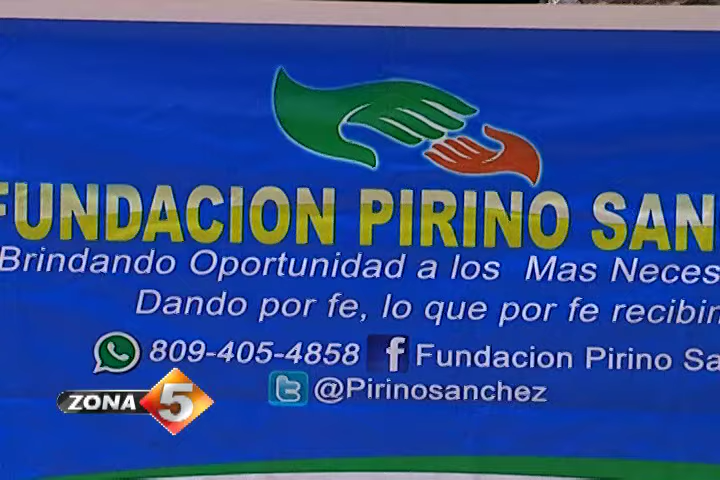 FUNDACION PIRINO SAN
Brindando Oportunidad a los Mas Neces
Dando por fe, lo que por fe recibin
809-405-4858 f Fundacion Pirino Sa
@Pirinosanchez
ZONA 5